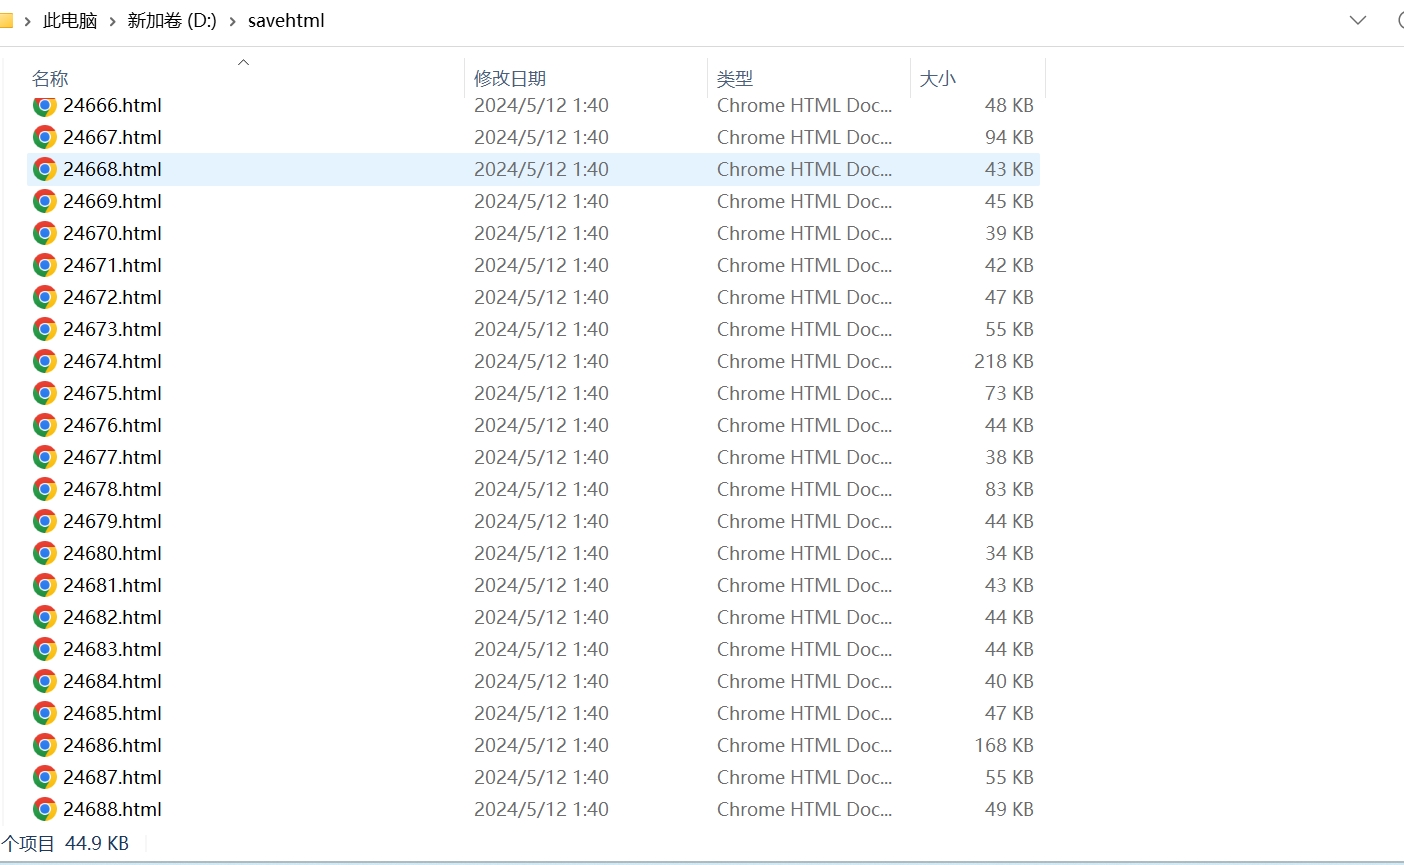 此电脑 > 新加卷 (D:) > savehtml
名称 修改日期 类型 大小
24666.html 2024/5/12 1:40 Chrome HTML Doc... 48 KB
24667.html 2024/5/12 1:40 Chrome HTML Doc... 94 KB
24668.html 2024/5/12 1:40 Chrome HTML Doc... 43 KB
24669.html 2024/5/12 1:40 Chrome HTML Doc... 45 KB
24670.html 2024/5/12 1:40 Chrome HTML Doc... 39 KB
24671.html 2024/5/12 1:40 Chrome HTML Doc... 42 KB
24672.html 2024/5/12 1:40 Chrome HTML Doc... 47 KB
24673.html 2024/5/12 1:40 Chrome HTML Doc... 55 KB
24674.html 2024/5/12 1:40 Chrome HTML Doc... 218 KB
24675.html 2024/5/12 1:40 Chrome HTML Doc... 73 KB
24676.html 2024/5/12 1:40 Chrome HTML Doc... 44 KB
24677.html 2024/5/12 1:40 Chrome HTML Doc... 38 KB
24678.html 2024/5/12 1:40 Chrome HTML Doc... 83 KB
24679.html 2024/5/12 1:40 Chrome HTML Doc... 44 KB
24680.html 2024/5/12 1:40 Chrome HTML Doc... 34 KB
24681.html 2024/5/12 1:40 Chrome HTML Doc... 43 KB
24682.html 2024/5/12 1:40 Chrome HTML Doc... 44 KB
24683.html 2024/5/12 1:40 Chrome HTML Doc... 44 KB
24684.html 2024/5/12 1:40 Chrome HTML Doc... 40 KB
24685.html 2024/5/12 1:40 Chrome HTML Doc... 47 KB
24686.html 2024/5/12 1:40 Chrome HTML Doc... 168 KB
24687.html 2024/5/12 1:40 Chrome HTML Doc... 55 KB
24688.html 2024/5/12 1:40 Chrome HTML Doc... 49 KB
个项目 44.9 KB